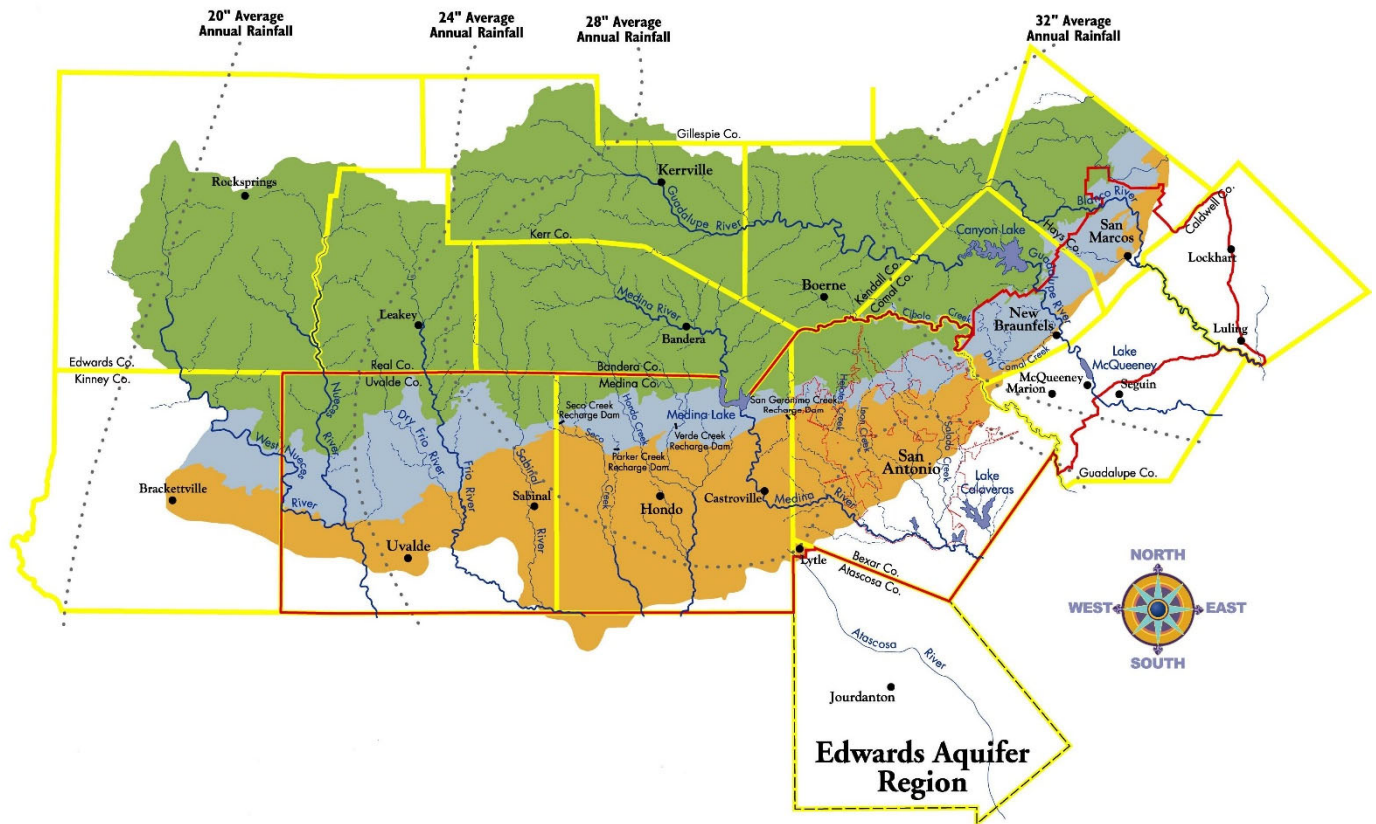 20" Average
Annual Rainfall
24" Average
Annual Rainfall
28" Average
Annual Rainfall
32" Average
Annual Rainfall
Gillespie Co.
Rocksprings
Kerrville
Guadalupe River
Kerr Co.
Blanco River
Hays Co.
San
Marcos
Caldwell Co.
Lockhart
Luling
Canyon Lake
Guadalupe River
Kendall Co.
Comal Co.
Boerne
Cibolo Creek
New
Braunfels
Dry Comal Creek
Leakey
Medina River
Bandera
Edwards Co.
Kinney Co.
Real Co.
Uvalde Co.
Bandera Co.
Medina Co.
Lake
McQueeney
McQueeney
Marion
Seguin
Guadalupe Co.
Nueces River
West Nueces River
Dry Frio River
Frio River
Sabinal River
Seco Creek
Recharge Dam
Hondo Creek
Medina Lake
San Geronimo Creek
Recharge Dam
Verde Creek
Recharge Dam
Parker Creek
Recharge Dam
Seco Creek
Helotes Creek
Leon Creek
Salado Creek
San
Antonio
Lake
Calaveras
Brackettville
Uvalde
Sabinal
Hondo
Castroville
Medina River
Lytle
Bexar Co.
Atascosa Co.
Atascosa River
Jourdanton
Edwards Aquifer
Region
NORTH
WEST
EAST
SOUTH